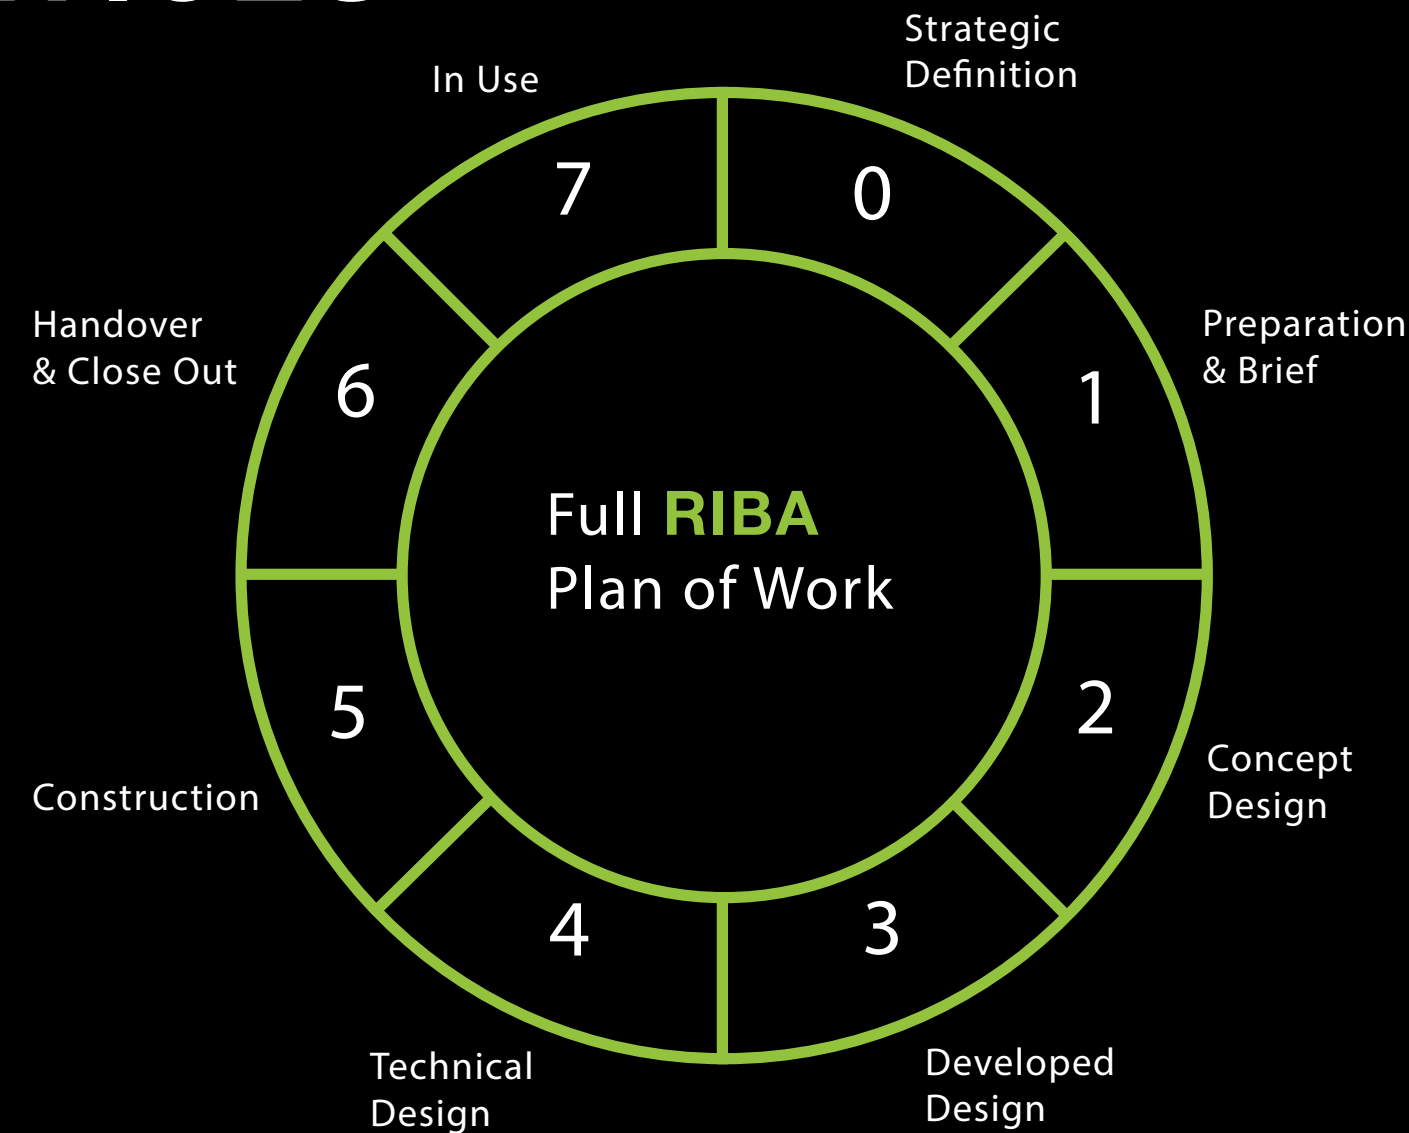 Strategic
Definition
In Use
7
0
Handover
& Close Out
Preparation
& Brief
6
1
Full RIBA
Plan of Work
5
2
Construction
Concept
Design
4
3
Technical
Design
Developed
Design